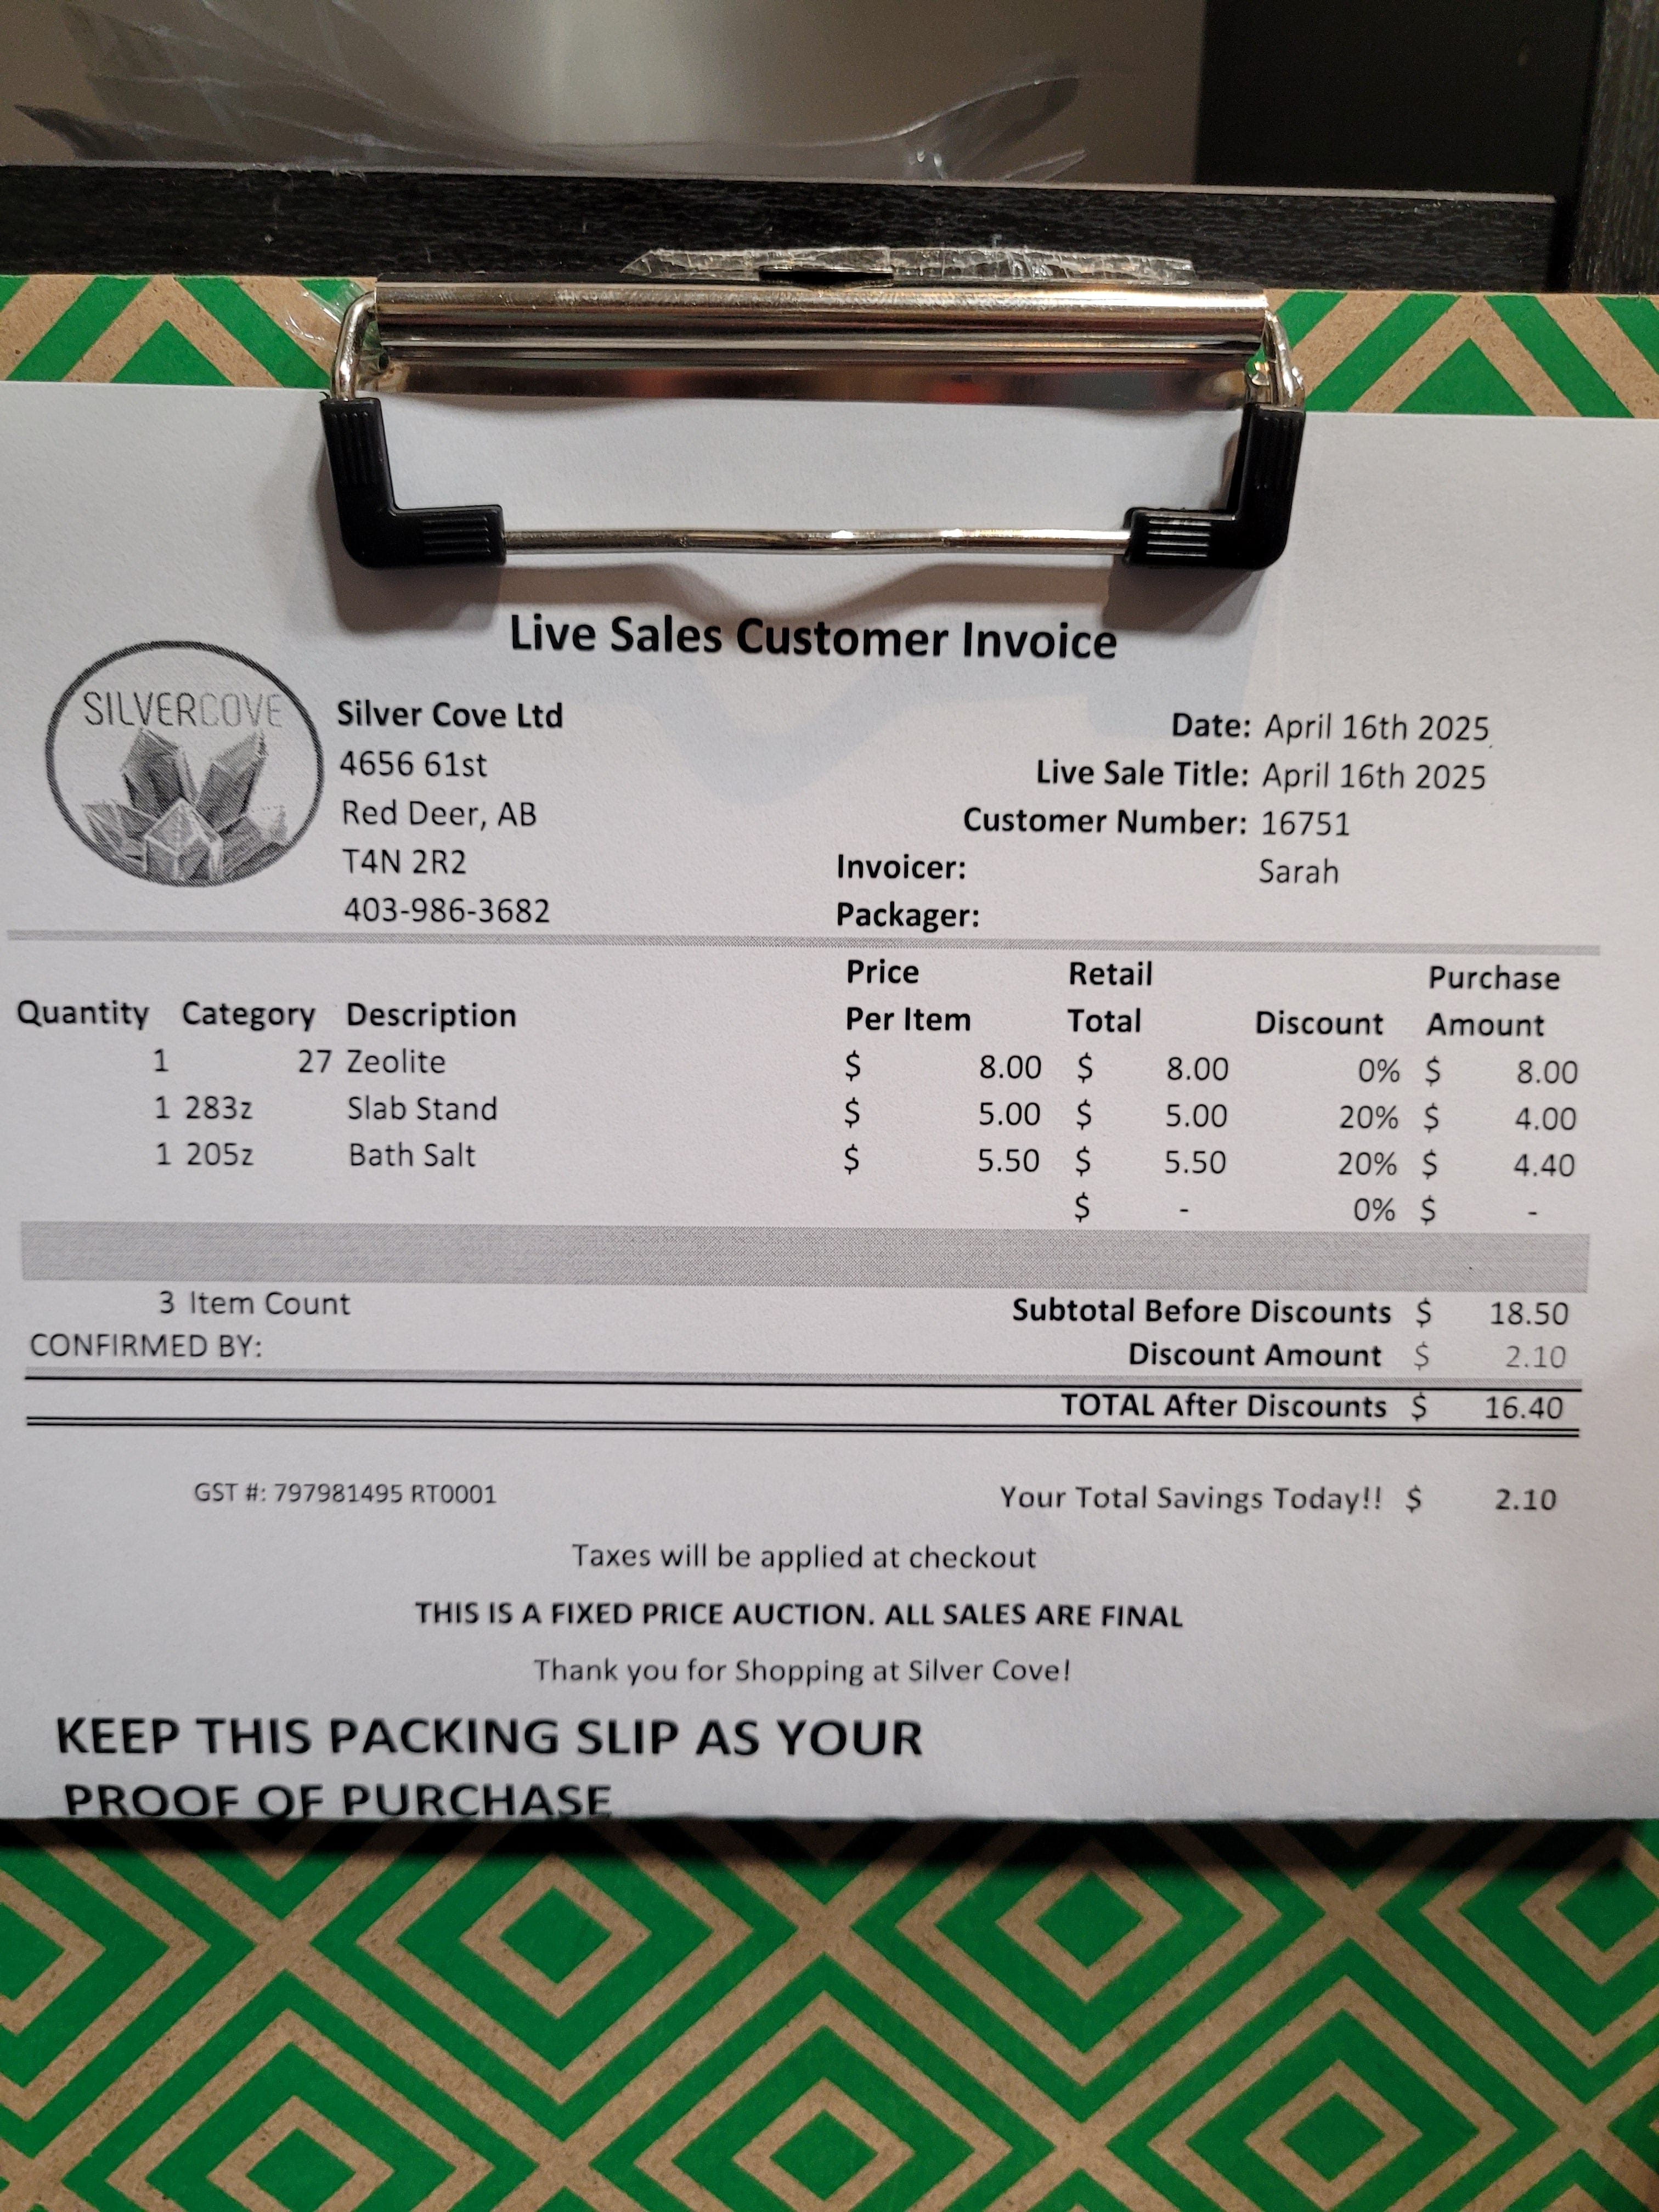 Live Sales Customer Invoice
SILVERCOVE
Silver Cove Ltd
4656 61st
Red Deer, AB
T4N 2R2
403-986-3682
Date: April 16th 2025
Live Sale Title: April 16th 2025
Customer Number: 16751
Invoicer: Sarah
Packager:
Quantity Category Description Price Per Item Retail Total Discount Purchase Amount
1 27 Zeolite $ 8.00 $ 8.00 0% $ 8.00
1 283z Slab Stand $ 5.00 $ 5.00 20% $ 4.00
1 205z Bath Salt $ 5.50 $ 5.50 20% $ 4.40
$ - 0% $ -
3 Item Count Subtotal Before Discounts $ 18.50
CONFIRMED BY: Discount Amount $ 2.10
TOTAL After Discounts $ 16.40
GST #: 797981495 RT0001 Your Total Savings Today!! $ 2.10
Taxes will be applied at checkout
THIS IS A FIXED PRICE AUCTION. ALL SALES ARE FINAL
Thank you for Shopping at Silver Cove!
KEEP THIS PACKING SLIP AS YOUR
PROOF OF PURCHASE